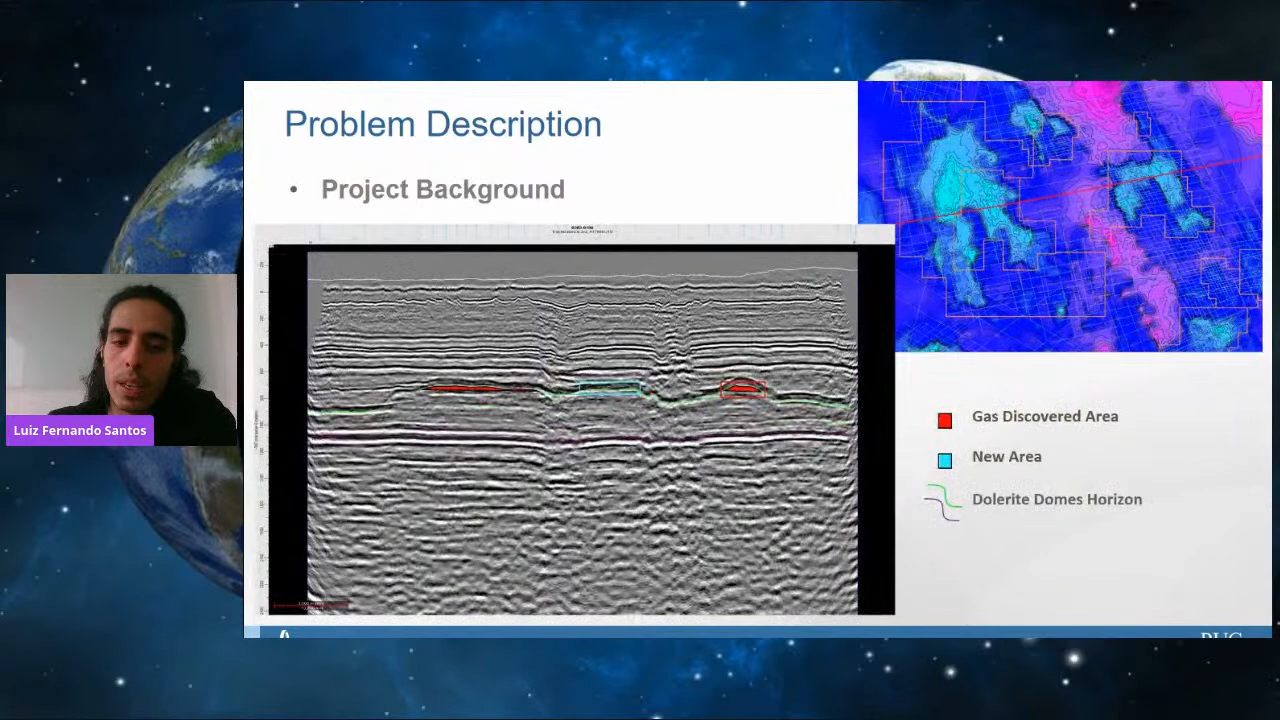 Problem Description
• Project Background
Luiz Fernando Santos
Gas Discovered Area
New Area
Dolerite Domes Horizon